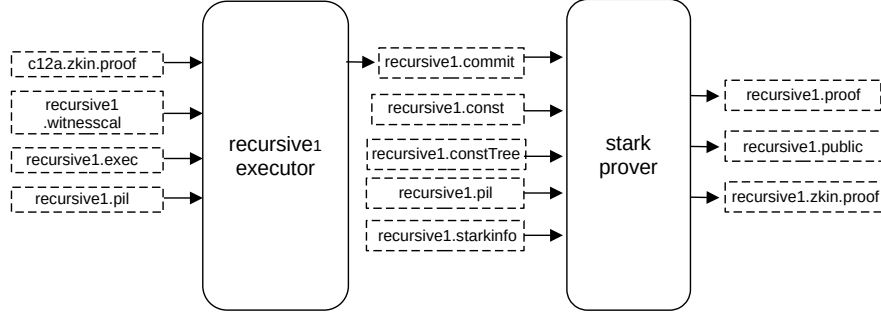 c12a.zkin.proof
recursive1
.witnesscal
recursive1.exec
recursive1.pil
recursive1
executor
recursive1.commit
recursive1.const
recursive1.constTree
recursive1.pil
recursive1.starkinfo
stark
prover
recursive1.proof
recursive1.public
recursive1.zkin.proof